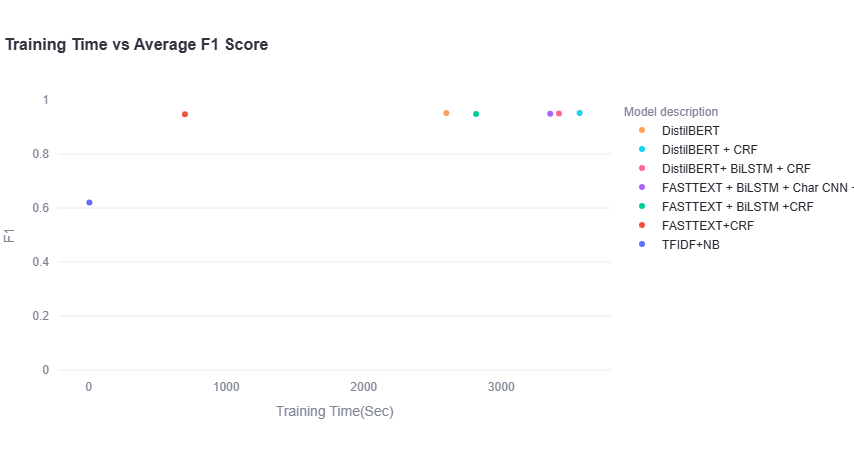 Training Time vs Average F1 Score
1
0.8
0.6
0.4
0.2
0
F1
0
1000
2000
3000
Training Time(Sec)
Model description
DistilBERT
DistilBERT + CRF
DistilBERT+ BiLSTM + CRF
FASTTEXT + BiLSTM + Char CNN -
FASTTEXT + BiLSTM +CRF
FASTTEXT+CRF
TFIDF+NB